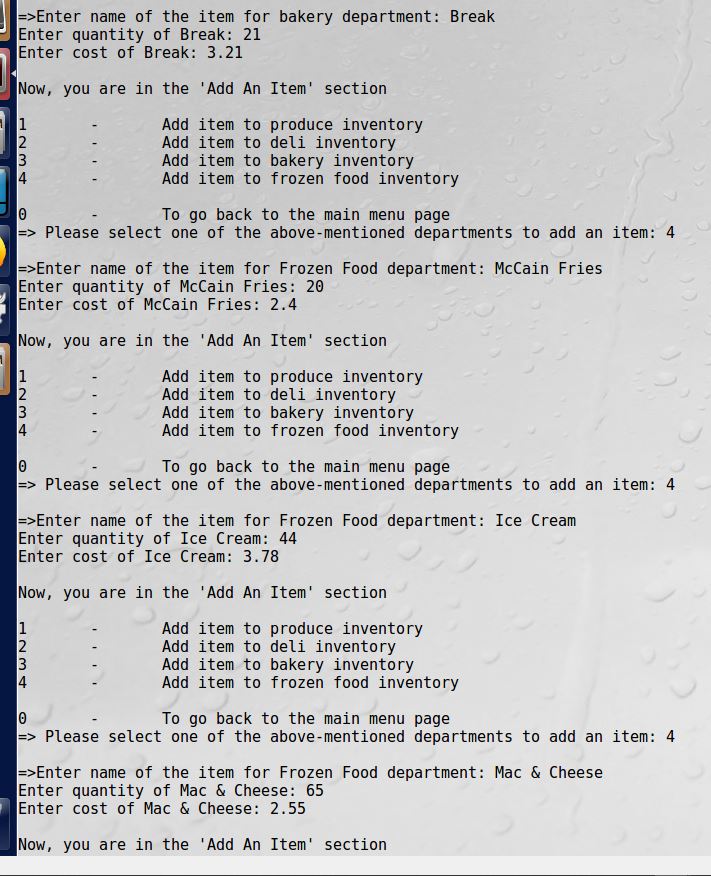 =>Enter name of the item for bakery department: Break
Enter quantity of Break: 21
Enter cost of Break: 3.21
Now, you are in the 'Add An Item' section
1 - Add item to produce inventory
2 - Add item to deli inventory
3 - Add item to bakery inventory
4 - Add item to frozen food inventory
0 - To go back to the main menu page
=> Please select one of the above-mentioned departments to add an item: 4
=>Enter name of the item for Frozen Food department: McCain Fries
Enter quantity of McCain Fries: 20
Enter cost of McCain Fries: 2.4
Now, you are in the 'Add An Item' section
1 - Add item to produce inventory
2 - Add item to deli inventory
3 - Add item to bakery inventory
4 - Add item to frozen food inventory
0 - To go back to the main menu page
=> Please select one of the above-mentioned departments to add an item: 4
=>Enter name of the item for Frozen Food department: Ice Cream
Enter quantity of Ice Cream: 44
Enter cost of Ice Cream: 3.78
Now, you are in the 'Add An Item' section
1 - Add item to produce inventory
2 - Add item to deli inventory
3 - Add item to bakery inventory
4 - Add item to frozen food inventory
0 - To go back to the main menu page
=> Please select one of the above-mentioned departments to add an item: 4
=>Enter name of the item for Frozen Food department: Mac & Cheese
Enter quantity of Mac & Cheese: 65
Enter cost of Mac & Cheese: 2.55
Now, you are in the 'Add An Item' section